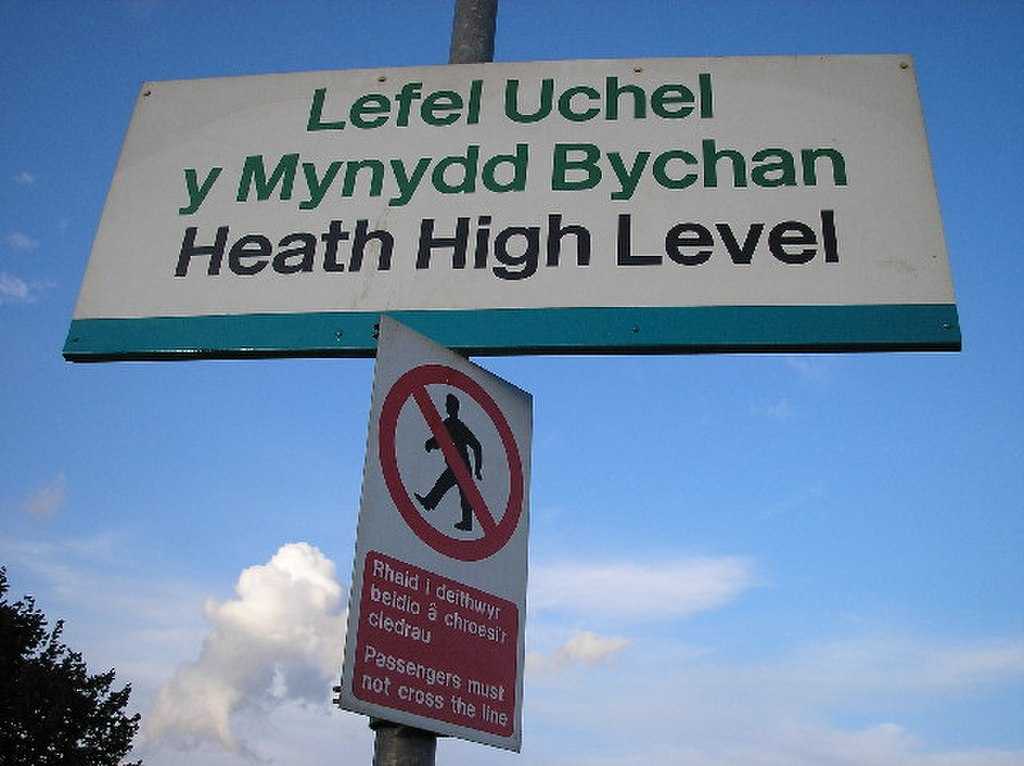 Lefel Uchel
y Mynydd Bychan
Heath High Level
Rhaid i deithwyr
beidio â chroesi'r
cledrau
Passengers must
not cross the line